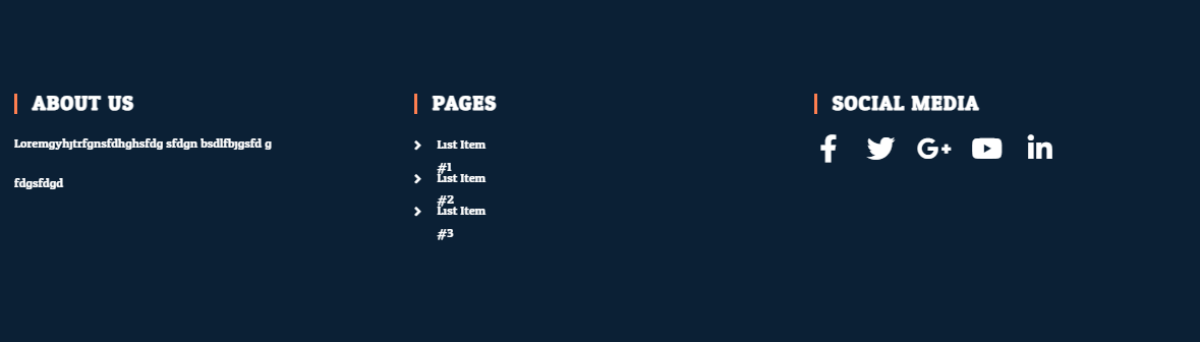 ABOUT US
Loremgyhjtrfgnsfdhghsfdg sfdgn bsdlfbjgsfd g
fdgsfdgd
PAGES
List Item
#1
List Item
#2
List Item
#3
SOCIAL MEDIA